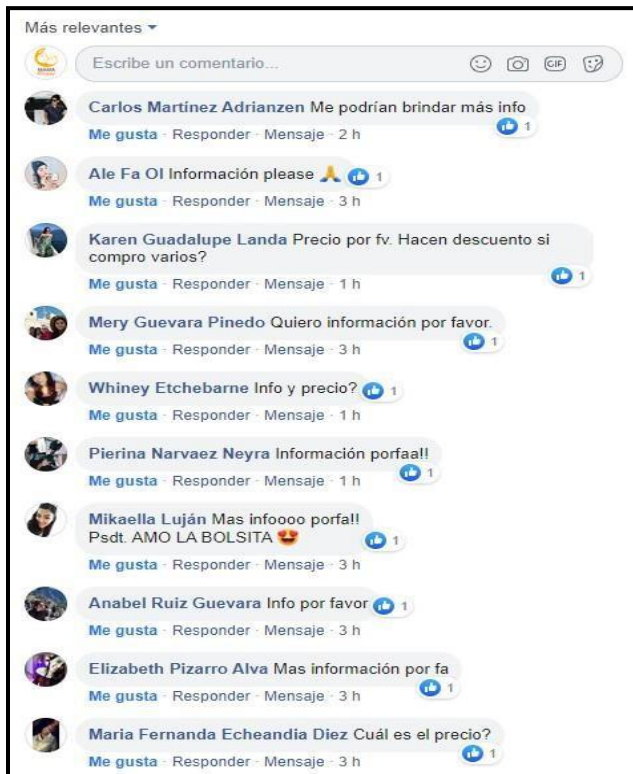 Más relevantes
Escribe un comentario...
GIF
Carlos Martínez Adrianzen Me podrían brindar más info
1
Me gusta · Responder · Mensaje · 2 h
Ale Fa Ol Información please 🙏 1
Me gusta · Responder · Mensaje · 3 h
Karen Guadalupe Landa Precio por fv. Hacen descuento si
compro varios?
1
Me gusta · Responder · Mensaje · 1 h
Mery Guevara Pinedo Quiero información por favor.
1
Me gusta · Responder · Mensaje · 3 h
Whiney Etchebarne Info y precio? 1
Me gusta · Responder · Mensaje · 1 h
Pierina Narvaez Neyra Información porfaa!!
1
Me gusta · Responder · Mensaje · 1 h
Mikaella Luján Mas infoooo porfa!!
Psdt. AMO LA BOLSITA 😍 1
Me gusta · Responder · Mensaje · 3 h
Anabel Ruiz Guevara Info por favor 1
Me gusta · Responder · Mensaje · 3 h
Elizabeth Pizarro Alva Mas información por fa
1
Me gusta · Responder · Mensaje · 3 h
Maria Fernanda Echeandia Diez Cuál es el precio?
1
Me gusta · Responder · Mensaje · 3 h